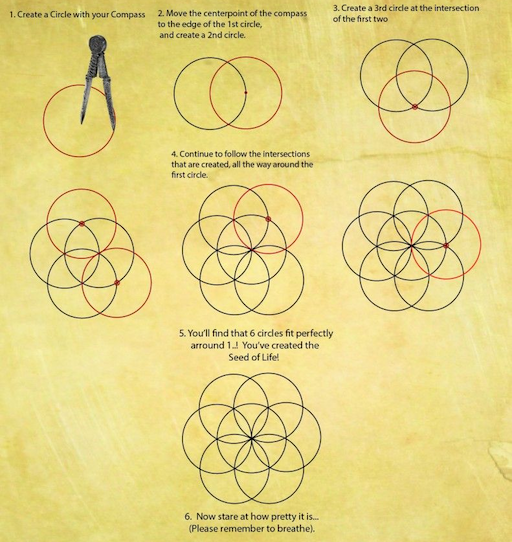 1. Create a Circle with your Compass
2. Move the centerpoint of the compass
to the edge of the 1st circle,
and create a 2nd circle.
3. Create a 3rd circle at the intersection
of the first two
4. Continue to follow the intersections
that are created, all the way around the
first circle.
5. You'll find that 6 circles fit perfectly
arround 1..! You've created the
Seed of Life!
6. Now stare at how pretty it is...
(Please remember to breathe).